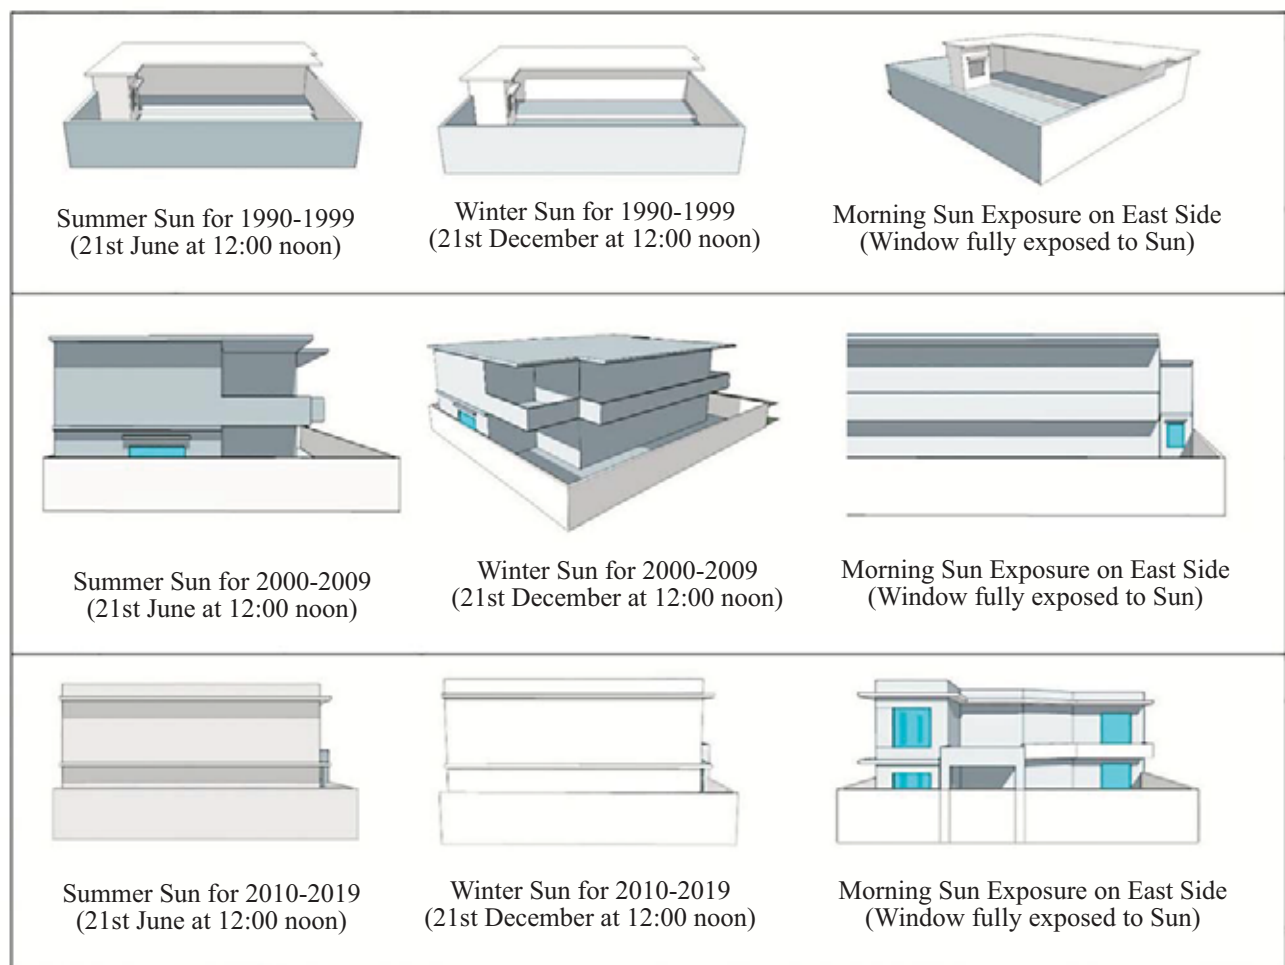 Summer Sun for 1990-1999
(21st June at 12:00 noon)
Winter Sun for 1990-1999
(21st December at 12:00 noon)
Morning Sun Exposure on East Side
(Window fully exposed to Sun)
Summer Sun for 2000-2009
(21st June at 12:00 noon)
Winter Sun for 2000-2009
(21st December at 12:00 noon)
Morning Sun Exposure on East Side
(Window fully exposed to Sun)
Summer Sun for 2010-2019
(21st June at 12:00 noon)
Winter Sun for 2010-2019
(21st December at 12:00 noon)
Morning Sun Exposure on East Side
(Window fully exposed to Sun)